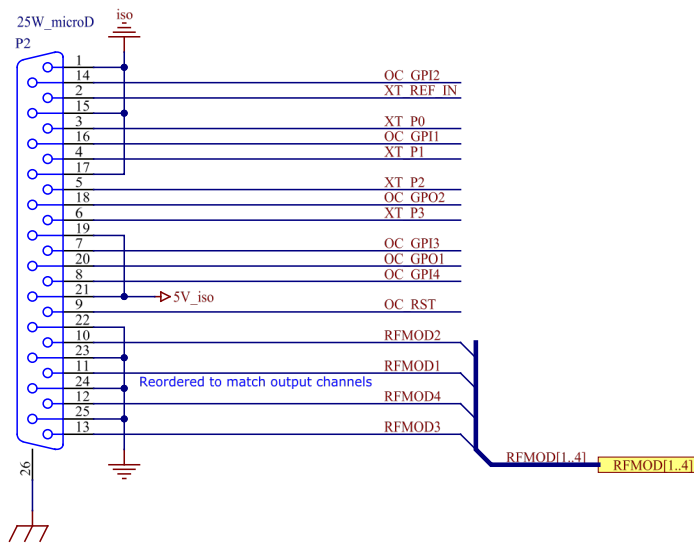 25W_microD
iso
P2
1
14 OC_GPI2
2 XT_REF_IN
15
3 XT_P0
16 OC_GPI1
4 XT_P1
17
5 XT_P2
18 OC_GPO2
6 XT_P3
19
7 OC_GPI3
20 OC_GPO1
8 OC_GPI4
21 5V_iso
9 OC_RST
22
10 RFMOD2
23
11 RFMOD1
24 Reordered to match output channels
12 RFMOD4
25
13 RFMOD3
RFMOD[1..4] RFMOD[1..4]
26